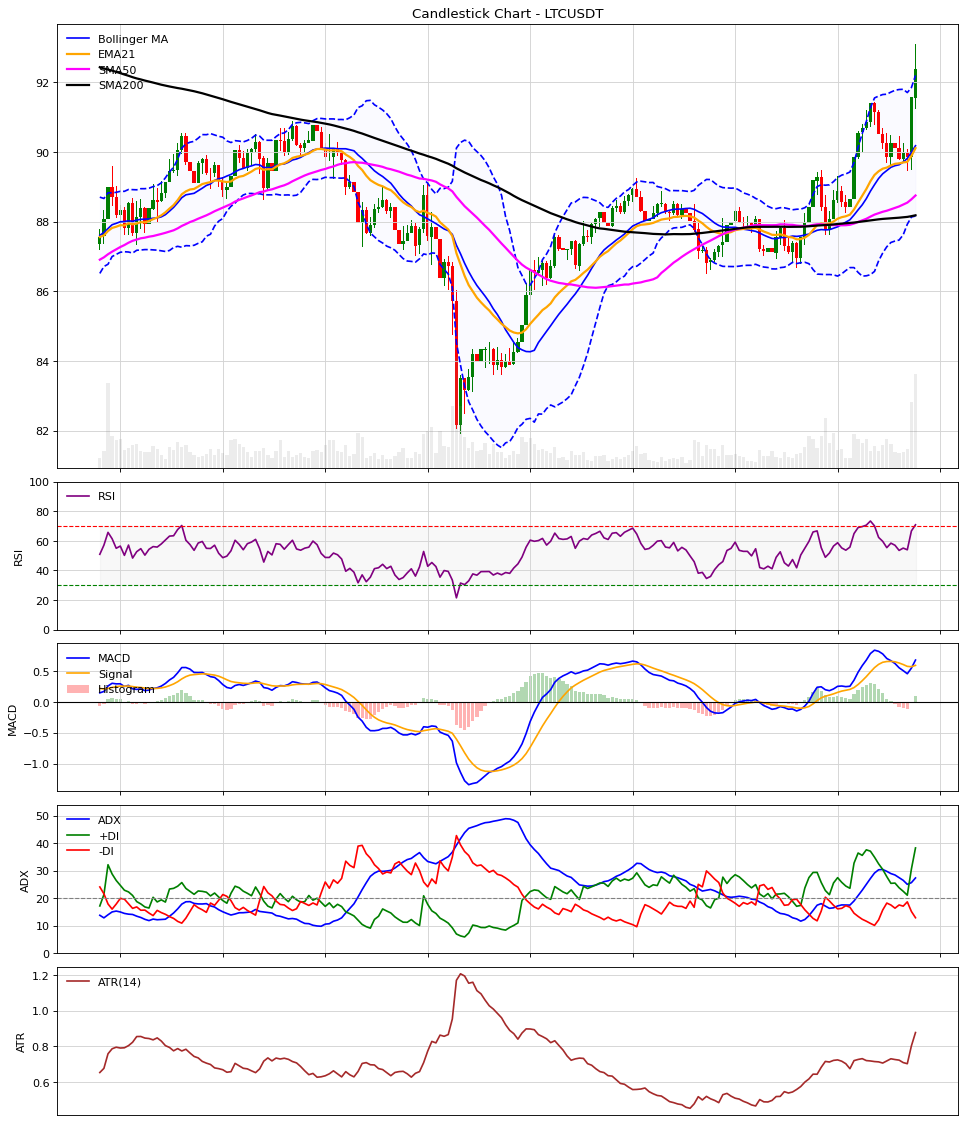 Candlestick Chart - LTCUSDT
Bollinger MA
EMA21
SMA50
SMA200
92
90
88
86
84
82
100
80
60
40
20
0
RSI
RSI
0.5
0.0
−0.5
−1.0
MACD
MACD
Signal
Histogram
50
40
30
20
10
0
ADX
ADX
+DI
-DI
1.2
1.0
0.8
0.6
ATR
ATR(14)